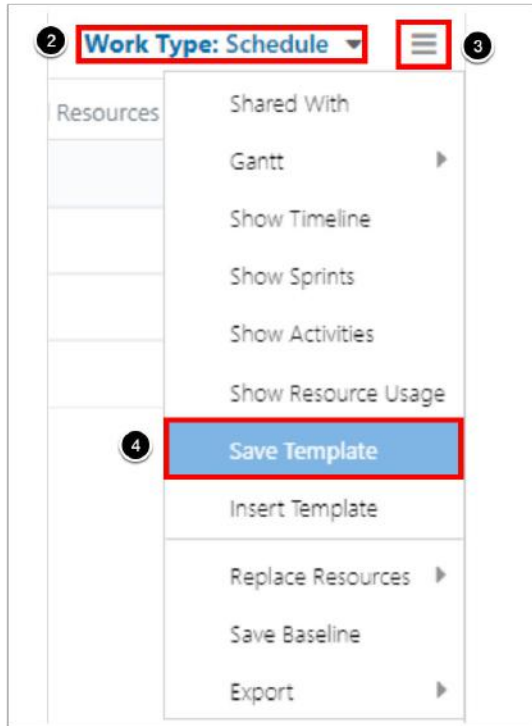 2 Work Type: Schedule 3
Resources
Shared With
Gantt
Show Timeline
Show Sprints
Show Activities
Show Resource Usage
4 Save Template
Insert Template
Replace Resources
Save Baseline
Export